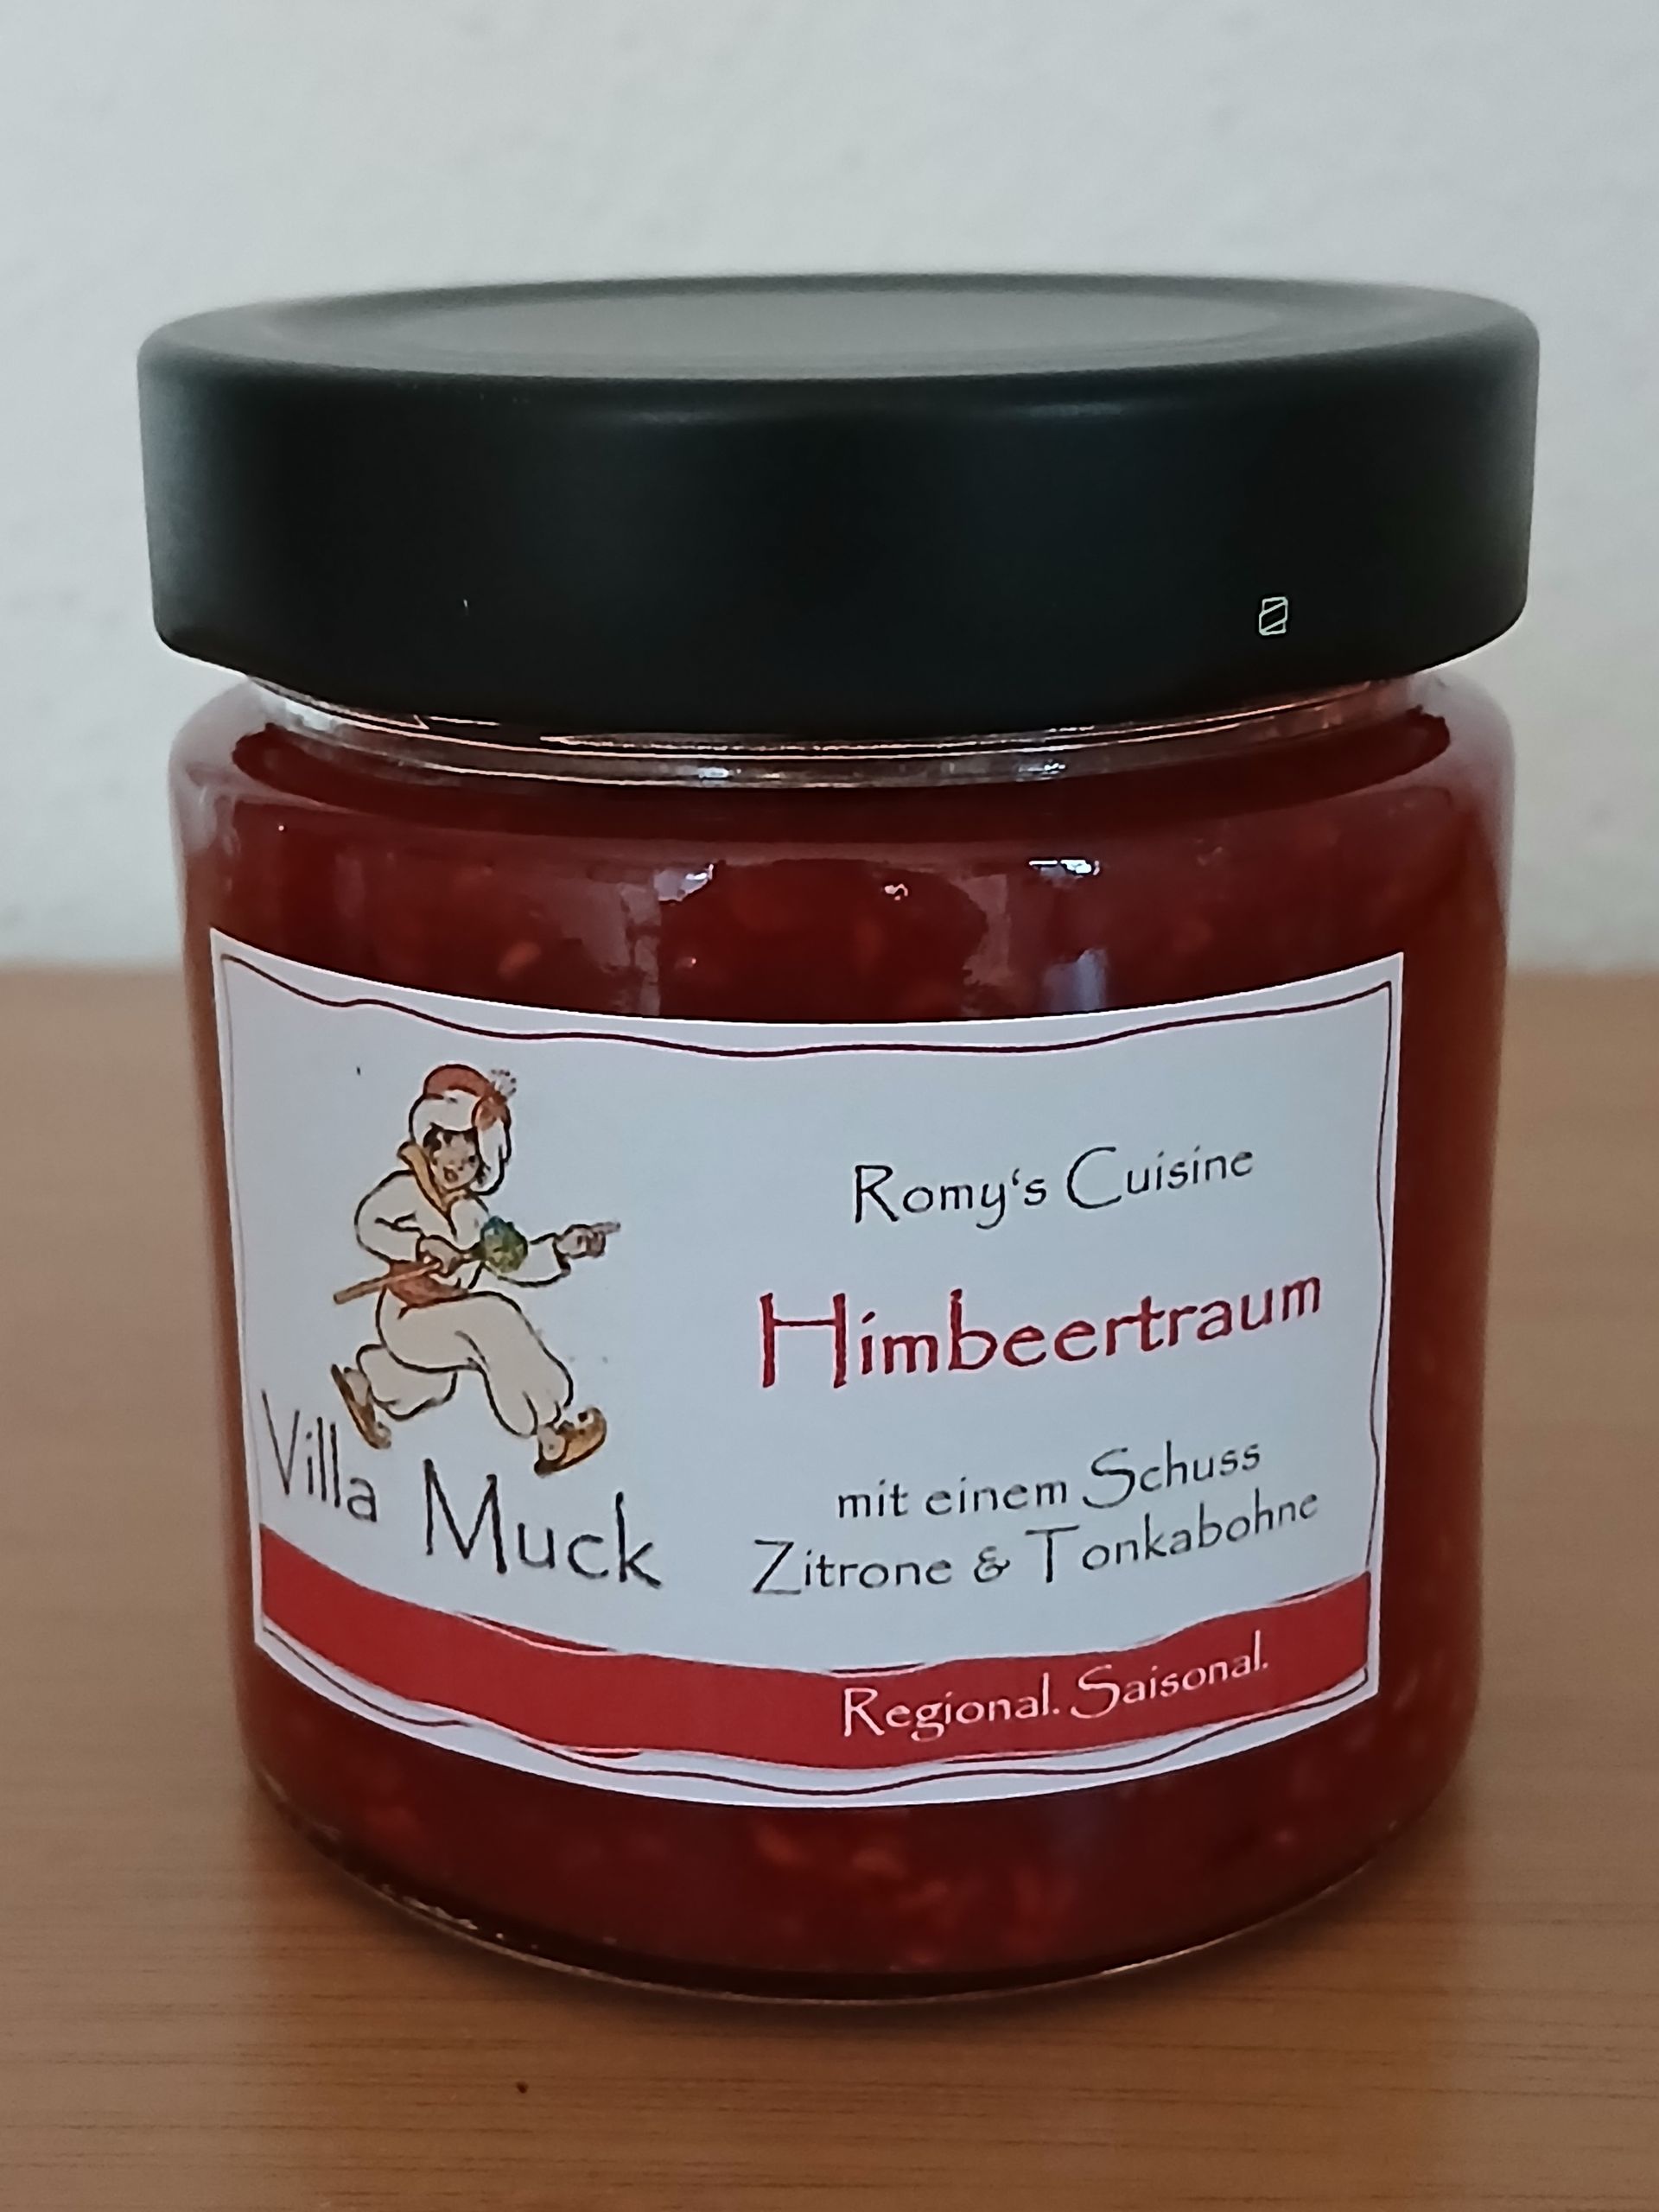 Villa Muck
Romy's Cuisine
Himbeertraum
mit einem Schuss
Zitrone & Tonkabohne
Regional. Saisonal.